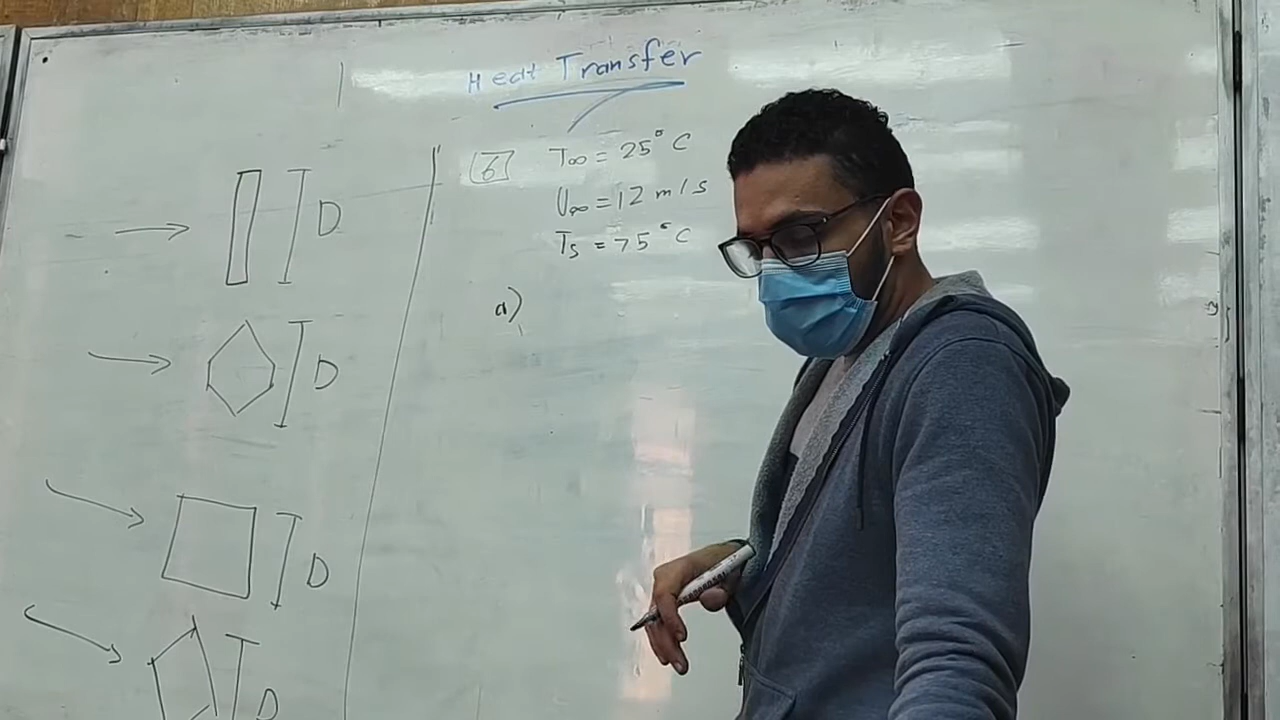 Heat Transfer
D
D
D
D
6
T∞ = 25°C
U∞ = 12 m/s
Ts = 75°C
a)